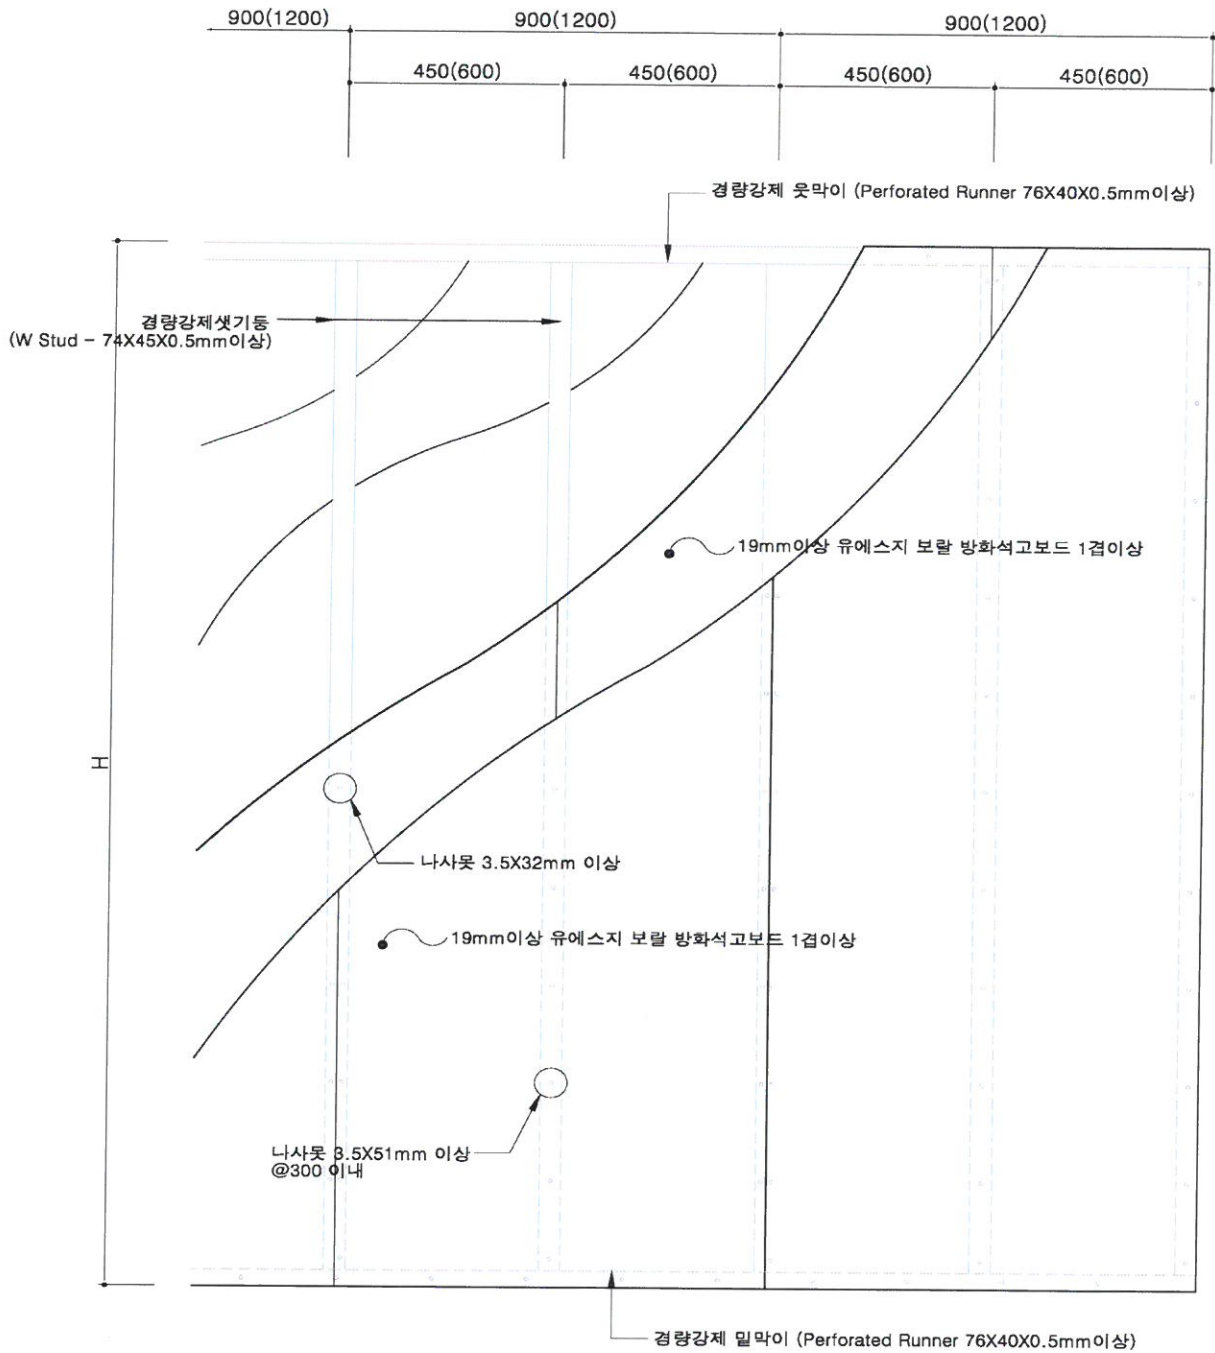 900(1200)
900(1200)
900(1200)
450(600)
450(600)
450(600)
450(600)
경량강제 웃막이 (Perforated Runner 76X40X0.5mm이상)
경량강제샛기둥
(W Stud - 74X45X0.5mm이상)
19mm이상 유에스지 보랄 방화석고보드 1겹이상
H
나사못 3.5X32mm 이상
19mm이상 유에스지 보랄 방화석고보드 1겹이상
나사못 3.5X51mm 이상
@300 이내
경량강제 밑막이 (Perforated Runner 76X40X0.5mm이상)